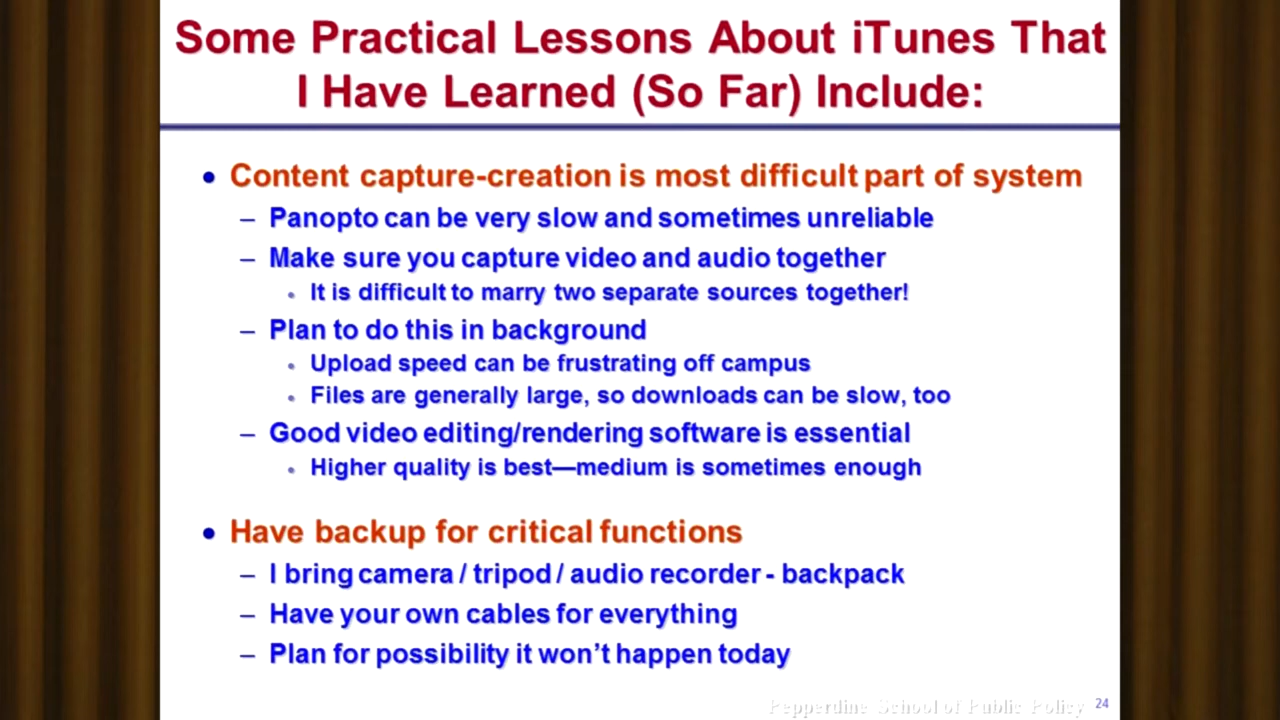 Some Practical Lessons About iTunes That
I Have Learned (So Far) Include:
• Content capture-creation is most difficult part of system
– Panopto can be very slow and sometimes unreliable
– Make sure you capture video and audio together
• It is difficult to marry two separate sources together!
– Plan to do this in background
• Upload speed can be frustrating off campus
• Files are generally large, so downloads can be slow, too
– Good video editing/rendering software is essential
• Higher quality is best—medium is sometimes enough
• Have backup for critical functions
– I bring camera / tripod / audio recorder - backpack
– Have your own cables for everything
– Plan for possibility it won’t happen today
Pepperdine School of Public Policy 24